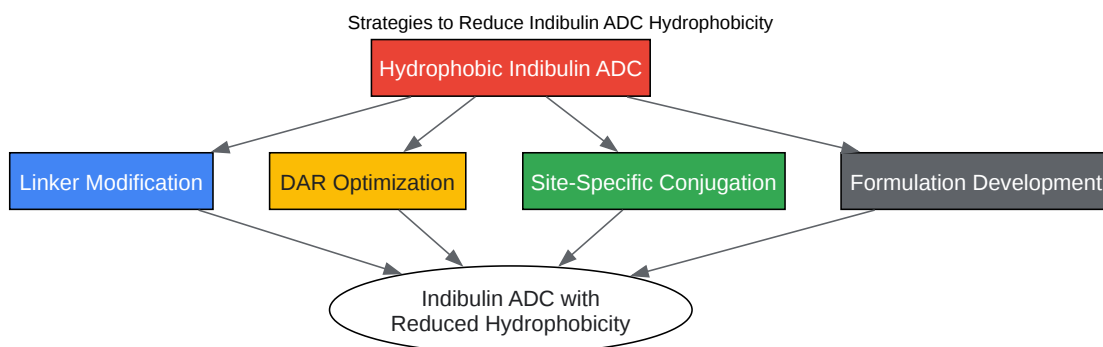 Strategies to Reduce Indibulin ADC Hydrophobicity
Hydrophobic Indibulin ADC
Linker Modification
DAR Optimization
Site-Specific Conjugation
Formulation Development
Indibulin ADC with
Reduced Hydrophobicity